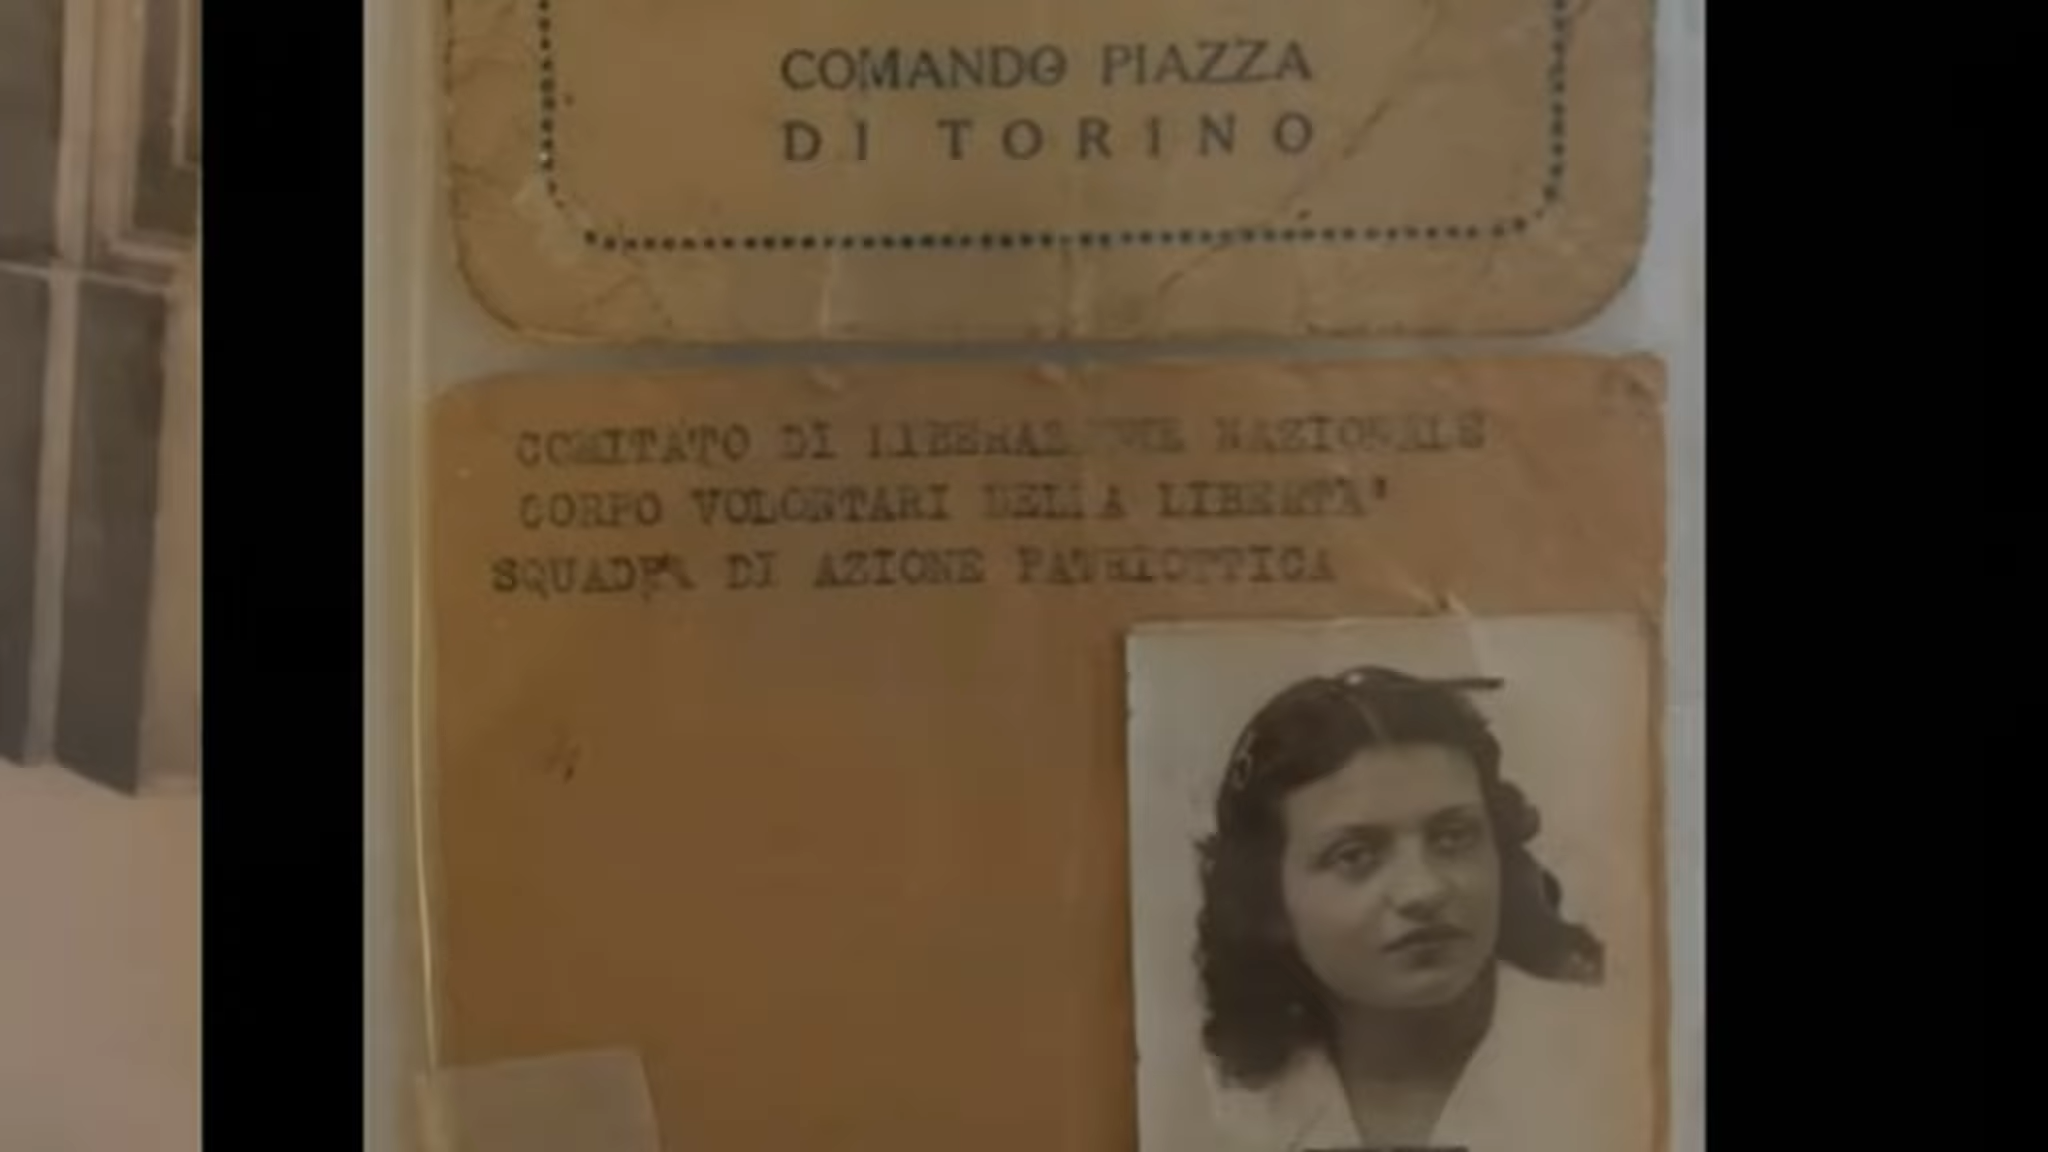 COMANDO PIAZZA
DI TORINO
COMITATO DI LIBERAZIONE NAZIONALE
CORPO VOLONTARI DELLA LIBERTA'
SQUADRA DI AZIONE PATRIOTTICA